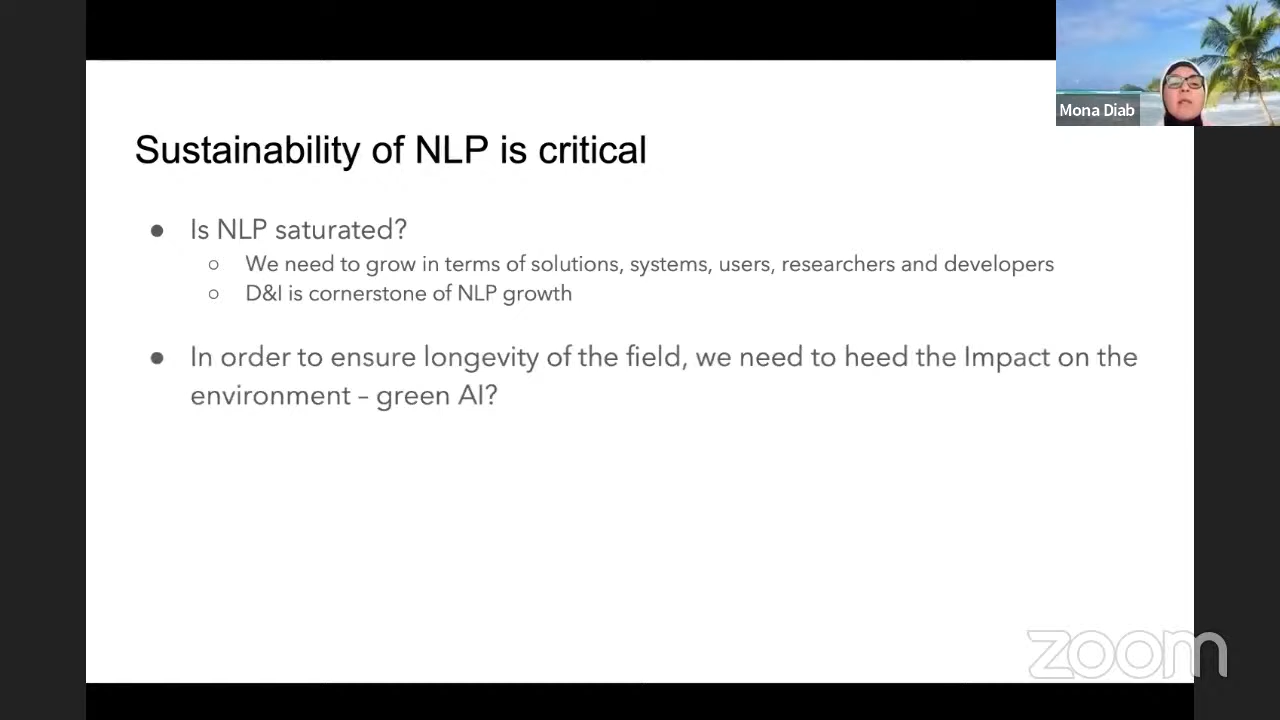 Mona Diab
Sustainability of NLP is critical
● Is NLP saturated?
○ We need to grow in terms of solutions, systems, users, researchers and developers
○ D&I is cornerstone of NLP growth
● In order to ensure longevity of the field, we need to heed the Impact on the
environment – green AI?
zoom